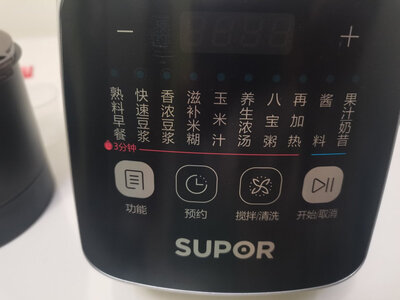 — +
熟料早餐
快速豆浆
香浓豆浆
滋补米糊
玉米汁
养生浓汤
八宝粥
再加热
酱料
果汁奶昔
3分钟
功能
预约
搅拌/清洗
开始/取消
SUPOR